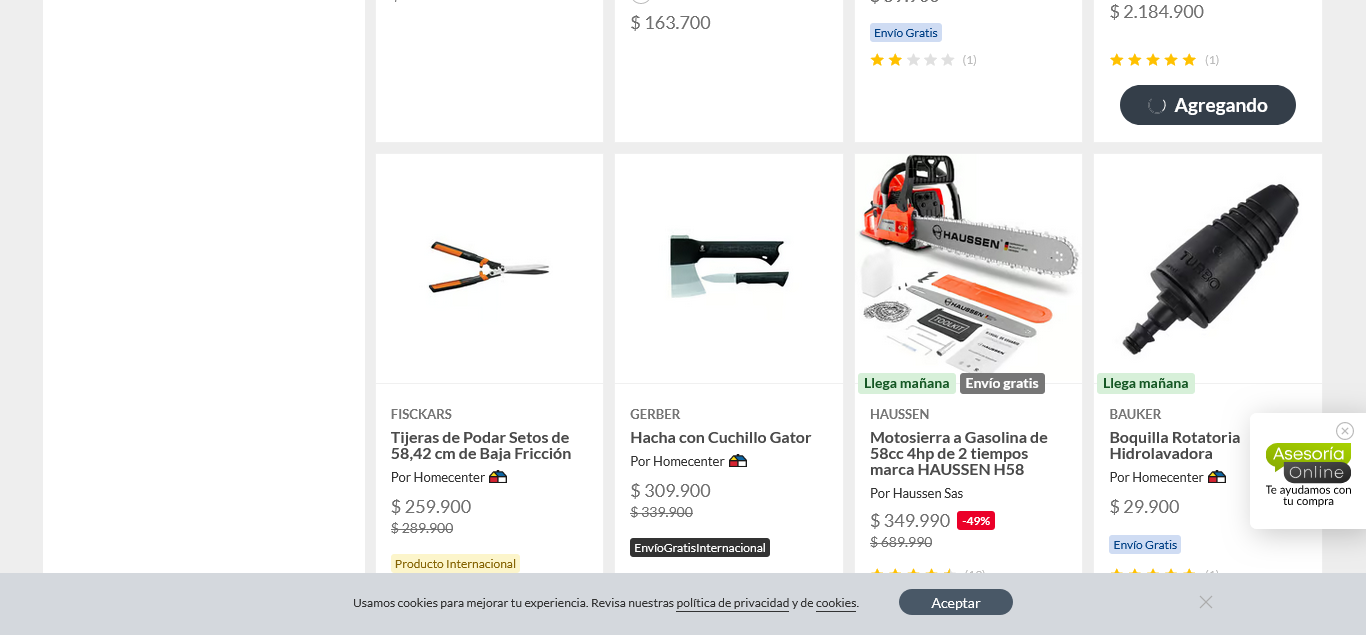 $ 163.700
Envío Gratis
(1)
$ 2.184.900
(1)
Agregando
HAUSSEN
TOOLKIT
TURBO
Llega mañana
Envío gratis
Llega mañana
FISCKARS
Tijeras de Podar Setos de
58,42 cm de Baja Fricción
Por Homecenter
$ 259.900
$ 289.900
Producto Internacional
GERBER
Hacha con Cuchillo Gator
Por Homecenter
$ 309.900
$ 339.900
EnvíoGratisInternacional
HAUSSEN
Motosierra a Gasolina de
58cc 4hp de 2 tiempos
marca HAUSSEN H58
Por Haussen Sas
$ 349.990 -49%
$ 689.990
BAUKER
Boquilla Rotatoria
Hidrolavadora
Por Homecenter
$ 29.900
Envío Gratis
Asesoría
Online
Te ayudamos con
tu compra
Usamos cookies para mejorar tu experiencia. Revisa nuestras política de privacidad y de cookies.
Aceptar